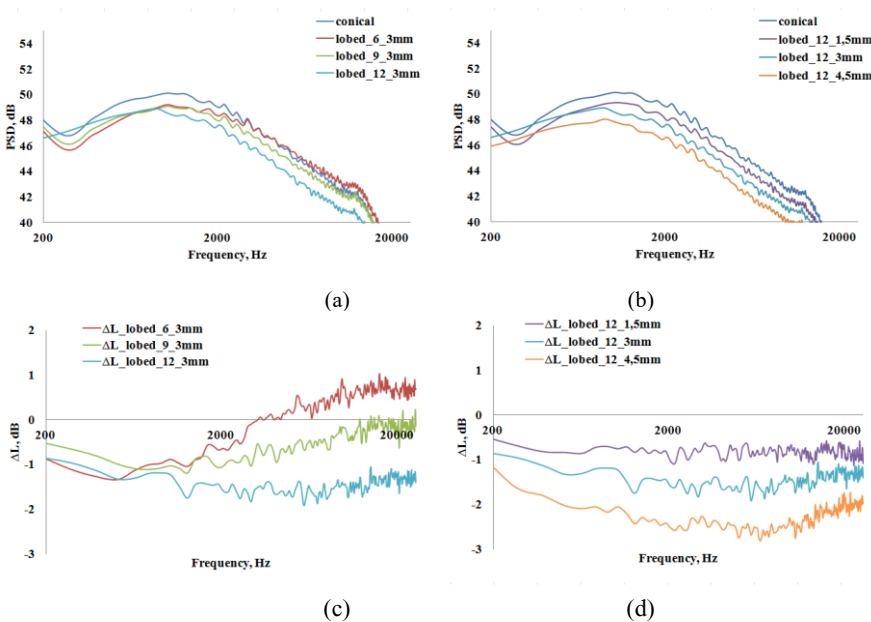 conical
lobed_6_3mm
lobed_9_3mm
lobed_12_3mm
PSD, dB
54
52
50
48
46
44
42
40
200
2000
20000
Frequency, Hz
(a)
conical
lobed_12_1,5mm
lobed_12_3mm
lobed_12_4,5mm
PSD, dB
54
52
50
48
46
44
42
40
200
2000
20000
Frequency, Hz
(b)
ΔL_lobed_6_3mm
ΔL_lobed_9_3mm
ΔL_lobed_12_3mm
ΔL, dB
2
1
0
-1
-2
-3
200
2000
20000
Frequency, Hz
(c)
ΔL_lobed_12_1,5mm
ΔL_lobed_12_3mm
ΔL_lobed_12_4,5mm
ΔL, dB
2
1
0
-1
-2
-3
200
2000
20000
Frequency, Hz
(d)